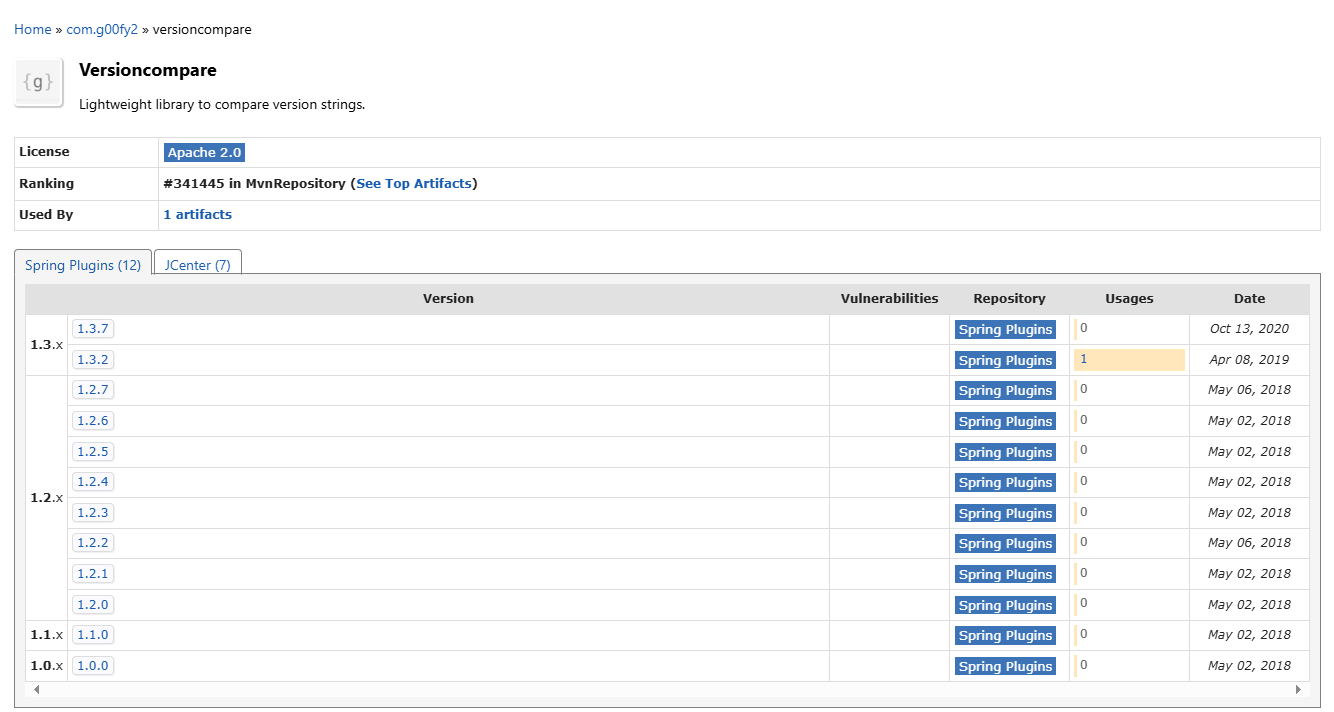 Home » com.g00fy2 » versioncompare
{g}
Versioncompare
Lightweight library to compare version strings.
License Apache 2.0
Ranking #341445 in MvnRepository (See Top Artifacts)
Used By 1 artifacts
Spring Plugins (12) JCenter (7)
Version Vulnerabilities Repository Usages Date
1.3.x
1.3.7 Spring Plugins 0 Oct 13, 2020
1.3.2 Spring Plugins 1 Apr 08, 2019
1.2.x
1.2.7 Spring Plugins 0 May 06, 2018
1.2.6 Spring Plugins 0 May 02, 2018
1.2.5 Spring Plugins 0 May 02, 2018
1.2.4 Spring Plugins 0 May 02, 2018
1.2.3 Spring Plugins 0 May 02, 2018
1.2.2 Spring Plugins 0 May 06, 2018
1.2.1 Spring Plugins 0 May 02, 2018
1.2.0 Spring Plugins 0 May 02, 2018
1.1.x 1.1.0 Spring Plugins 0 May 02, 2018
1.0.x 1.0.0 Spring Plugins 0 May 02, 2018